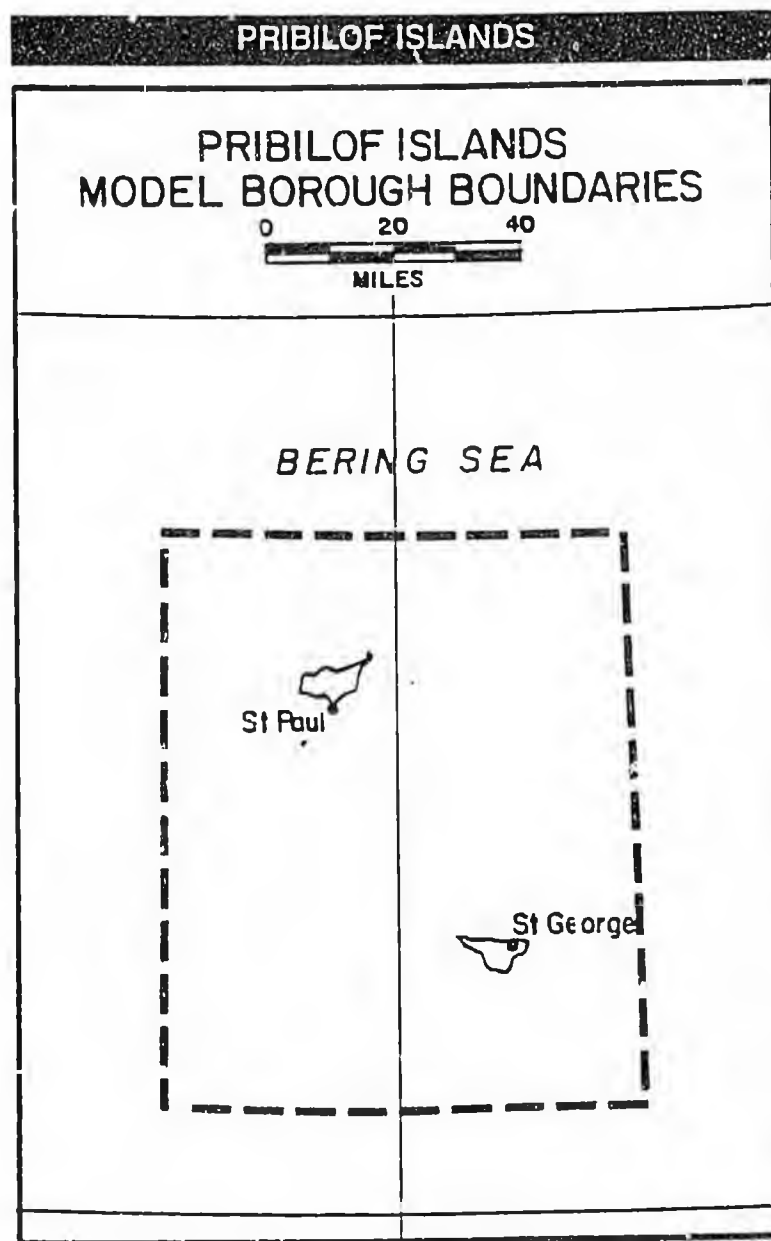 PRIBILOF ISLANDS
PRIBILOF ISLANDS
MODEL BOROUGH BOUNDARIES
0 20 40
MILES
BERING SEA
St Paul
St George